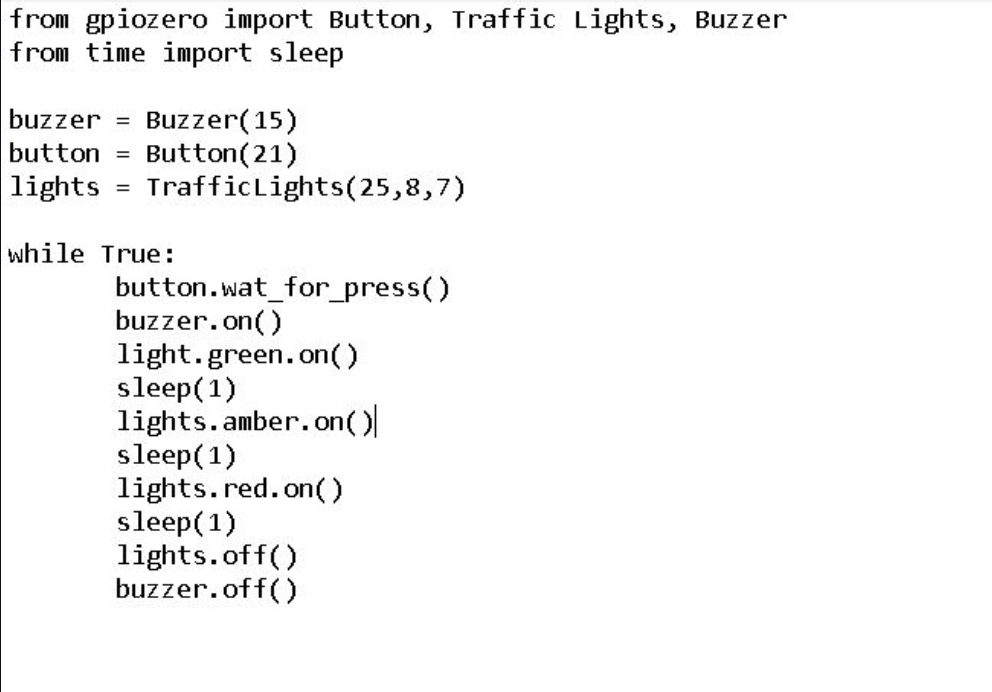 from gpiozero import Button, Traffic Lights, Buzzer
from time import sleep
buzzer = Buzzer(15)
button = Button(21)
lights = TrafficLights(25,8,7)
while True:
button.wat_for_press()
buzzer.on()
light.green.on()
sleep(1)
lights.amber.on()
sleep(1)
lights.red.on()
sleep(1)
lights.off()
buzzer.off()